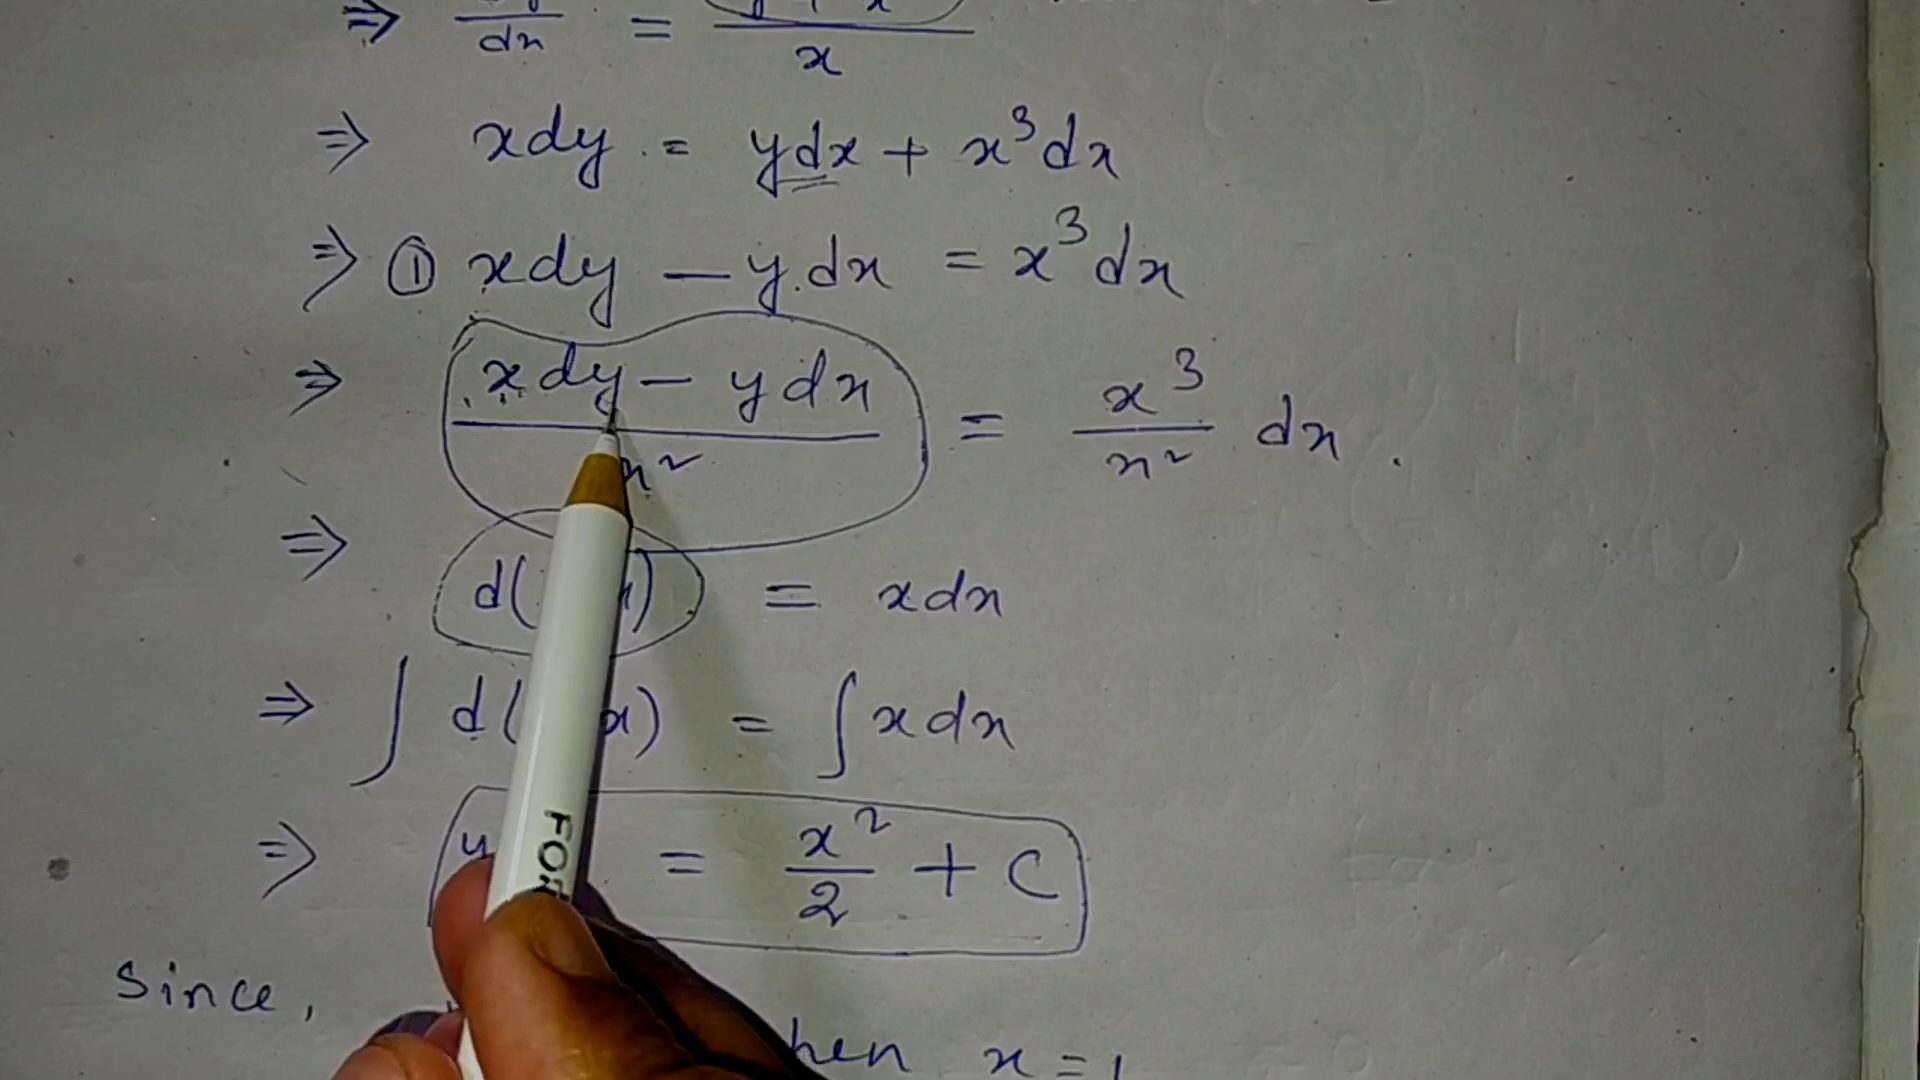 ⇒ dy/dx = y + x³ / x
⇒ xdy = ydx + x³dx
⇒ ① xdy − y.dx = x³dx
⇒ xdy − ydx / x² = x³/x² dx.
⇒ d( x) = xdx
⇒ ∫ d( x) = ∫ xdx
⇒ y = x²/2 + C
Since, hen x = 1
FOR